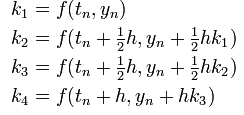 k₁ = f(tₙ, yₙ)
k₂ = f(tₙ + ½h, yₙ + ½hk₁)
k₃ = f(tₙ + ½h, yₙ + ½hk₂)
k₄ = f(tₙ + h, yₙ + hk₃)